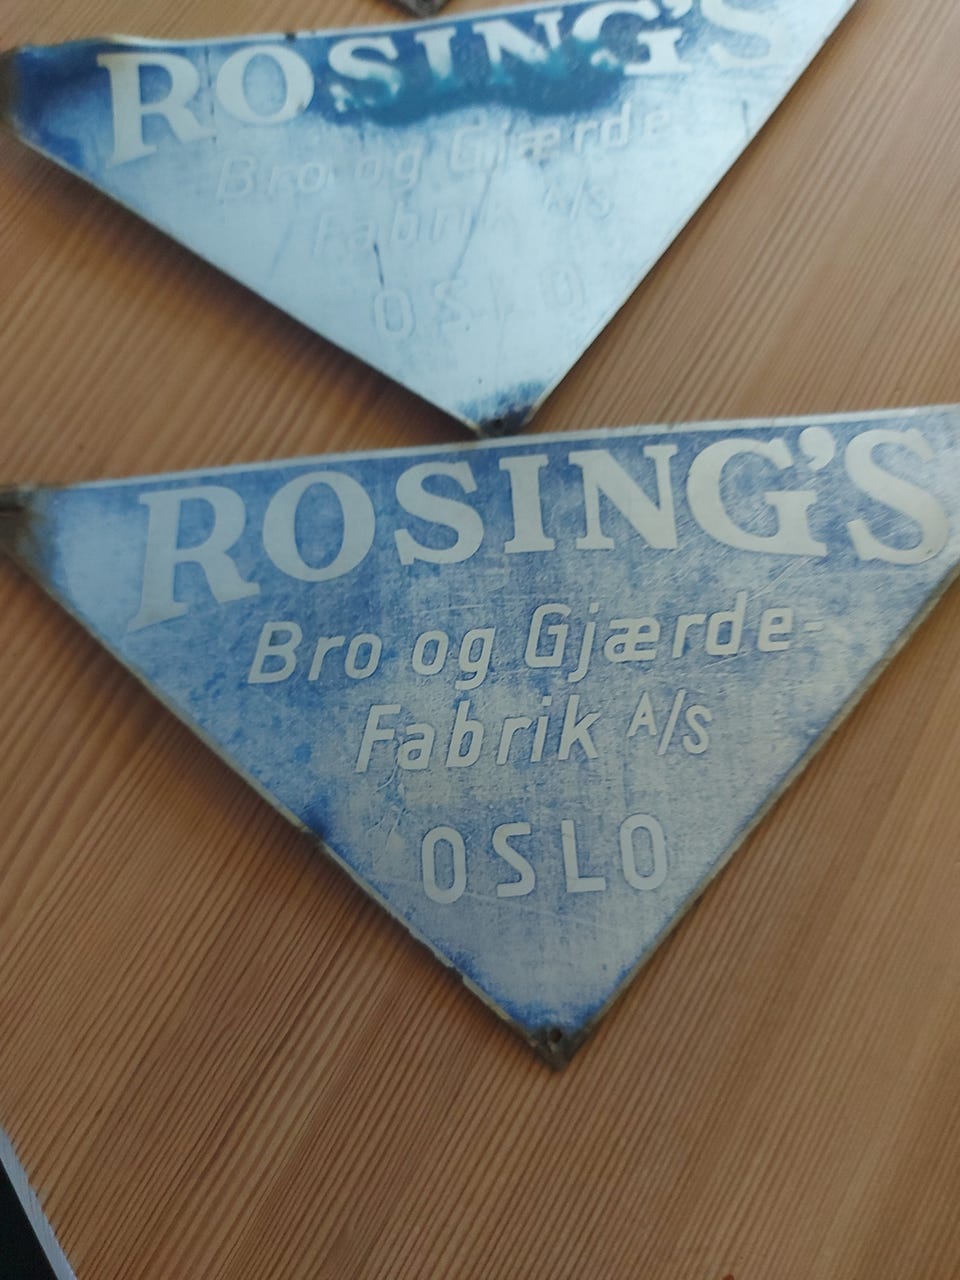 ROSING'S
Bro og Gjærde
Fabrik A/S
OSLO
ROSING'S
Bro og Gjærde-
Fabrik A/S
OSLO